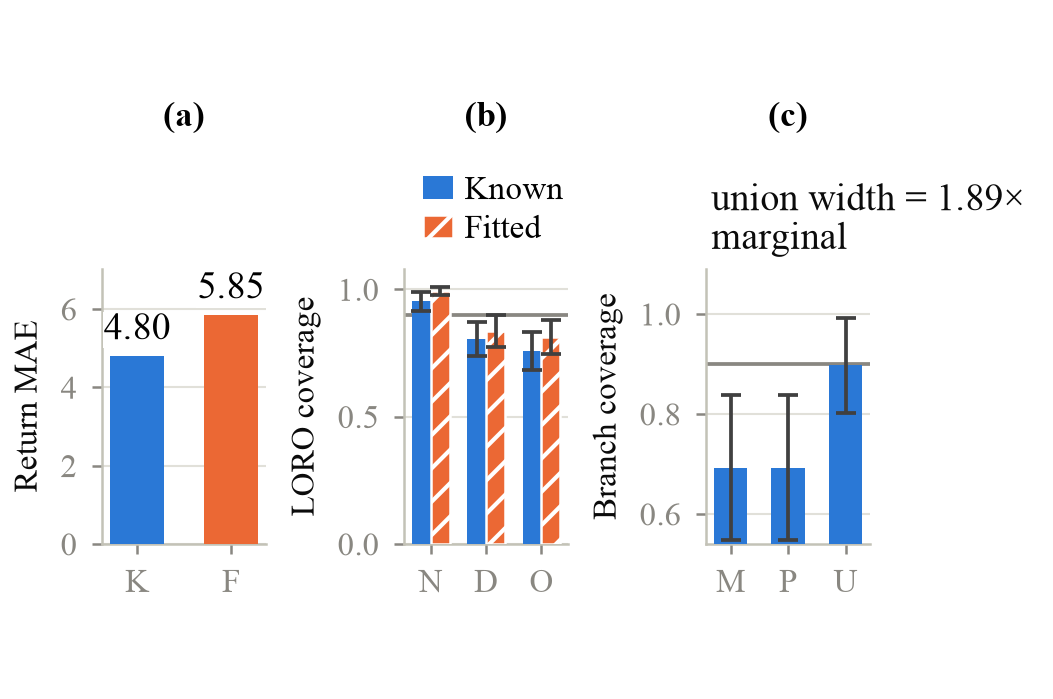 (a)
Return MAE
6
4
2
0
4.80
5.85
K
F
(b)
Known
Fitted
LORO coverage
1.0
0.5
0.0
N
D
O
(c)
union width = 1.89×
marginal
Branch coverage
1.0
0.8
0.6
M
P
U